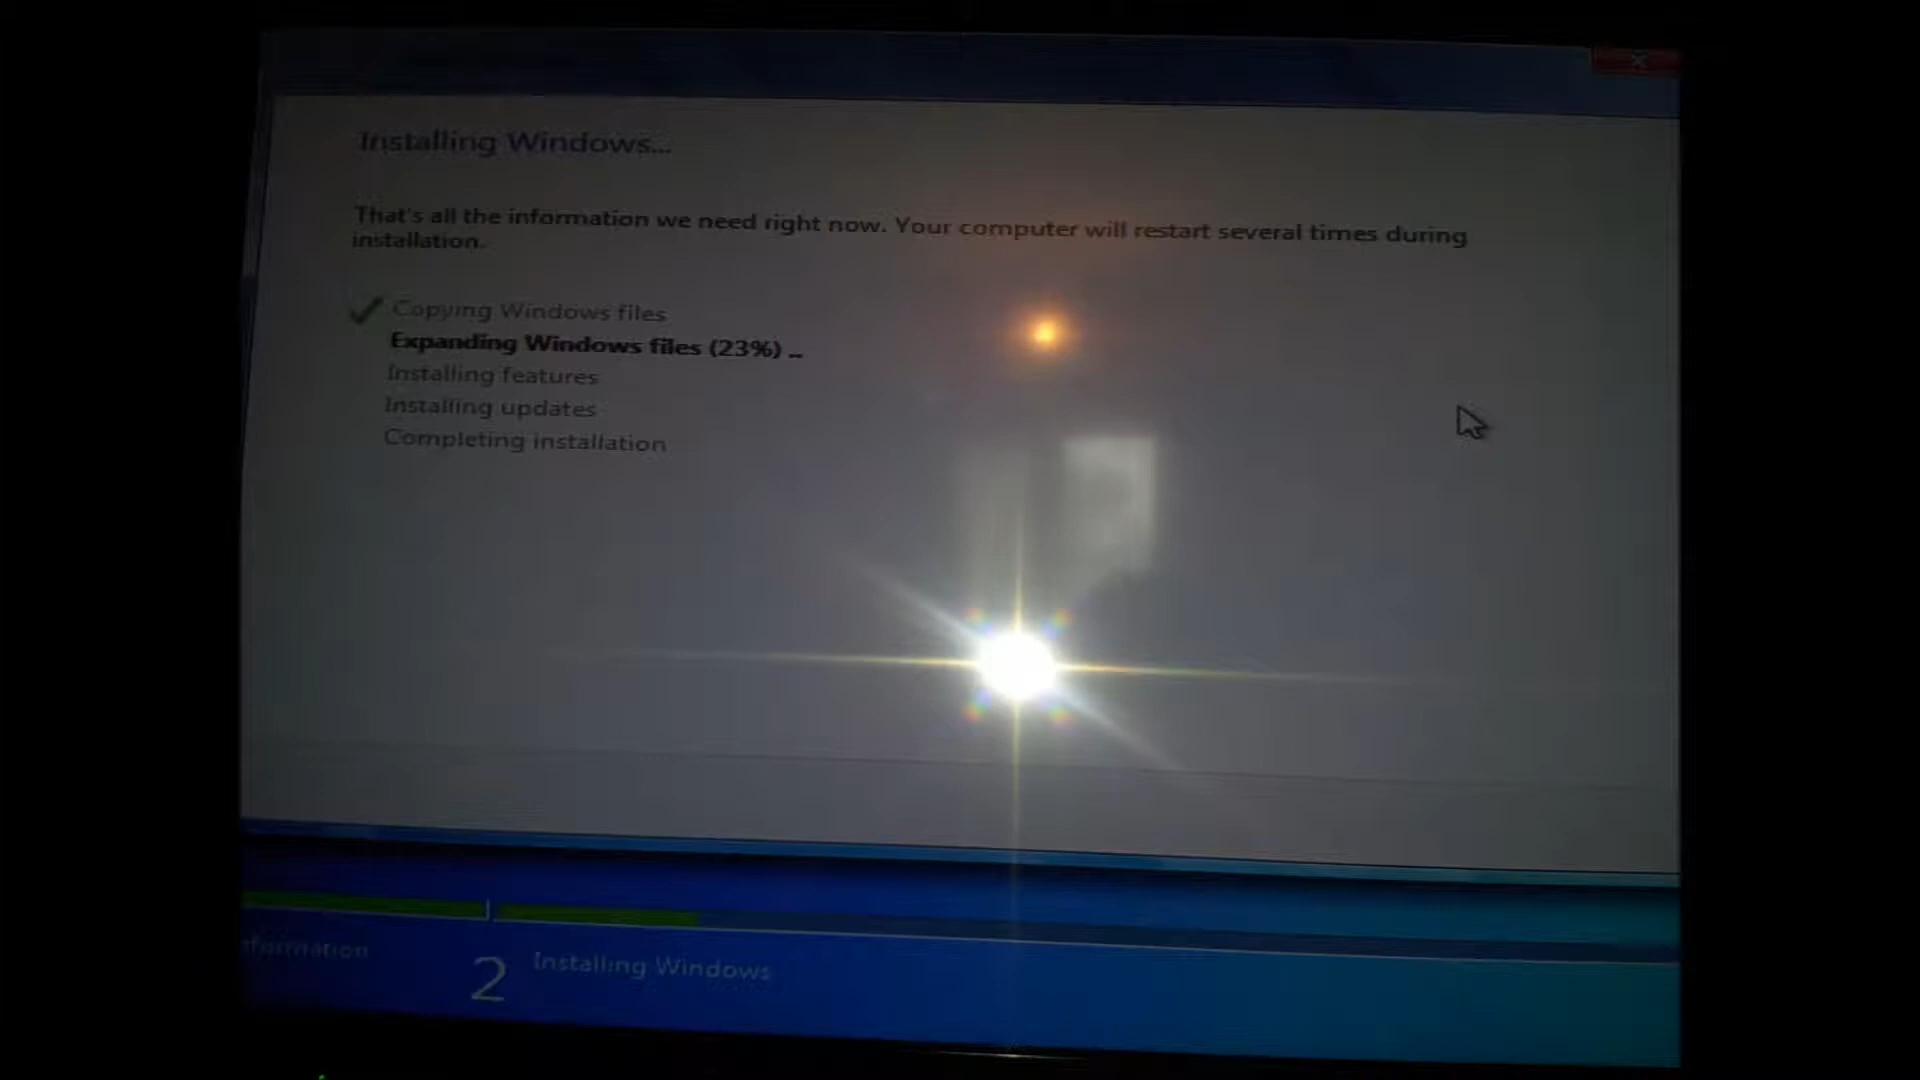 Installing Windows...
That's all the information we need right now. Your computer will restart several times during
installation.
Copying Windows files
Expanding Windows files (23%) ..
Installing features
Installing updates
Completing installation
nformation
2 Installing Windows